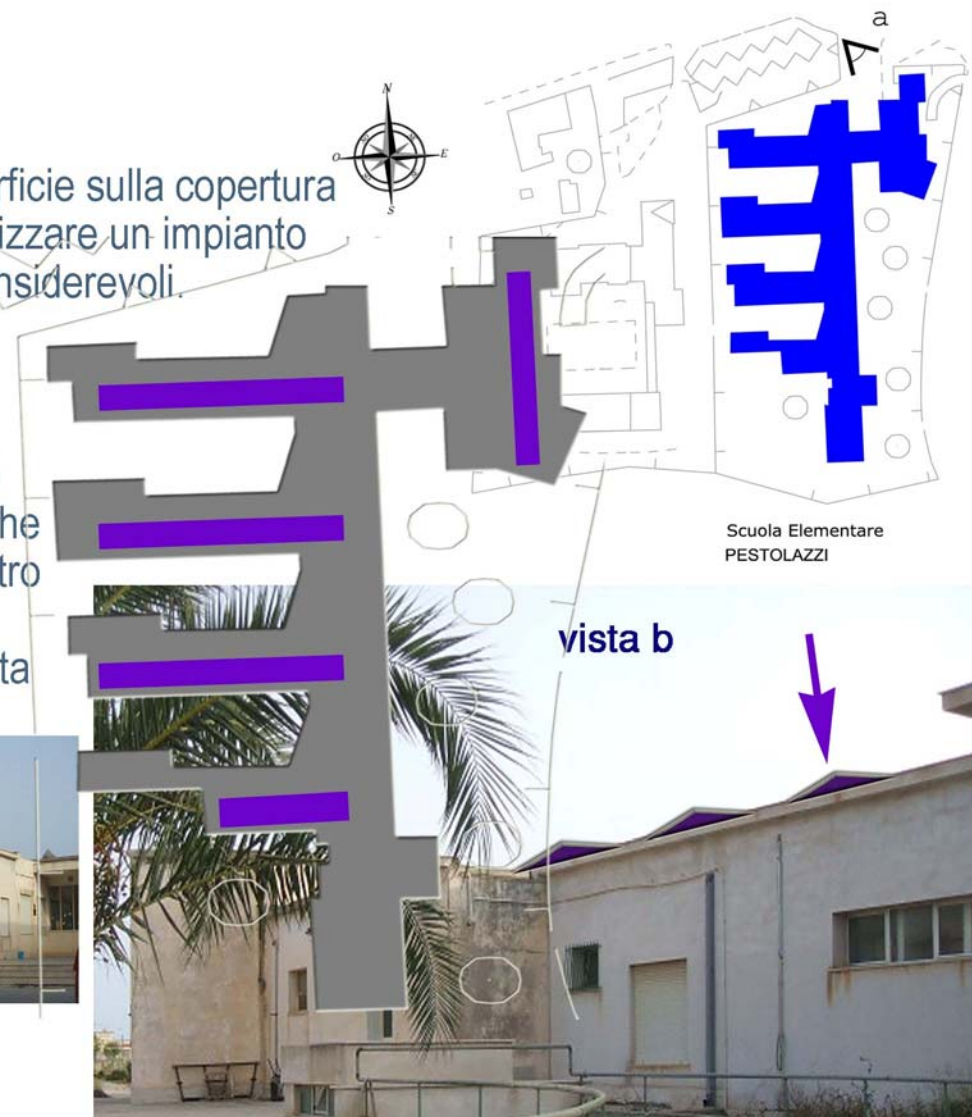 rficie sulla copertura
izzare un impianto
nsiderevoli.
he
tro
ta
N
O
E
S
a
Scuola Elementare
PESTOLAZZI
vista b